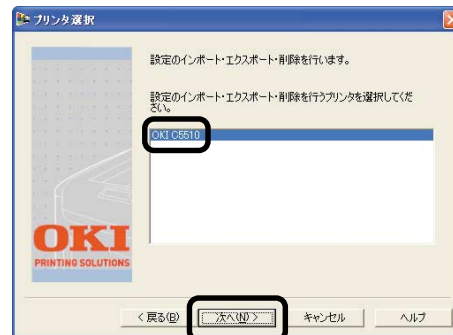 プリンタ選択
設定のインポート・エクスポート・削除を行います。
設定のインポート・エクスポート・削除を行うプリンタを選択してくだ
さい。
OKI C5510
OKI
PRINTING SOLUTIONS
< 戻る(B)
次へ(N) >
キャンセル
ヘルプ